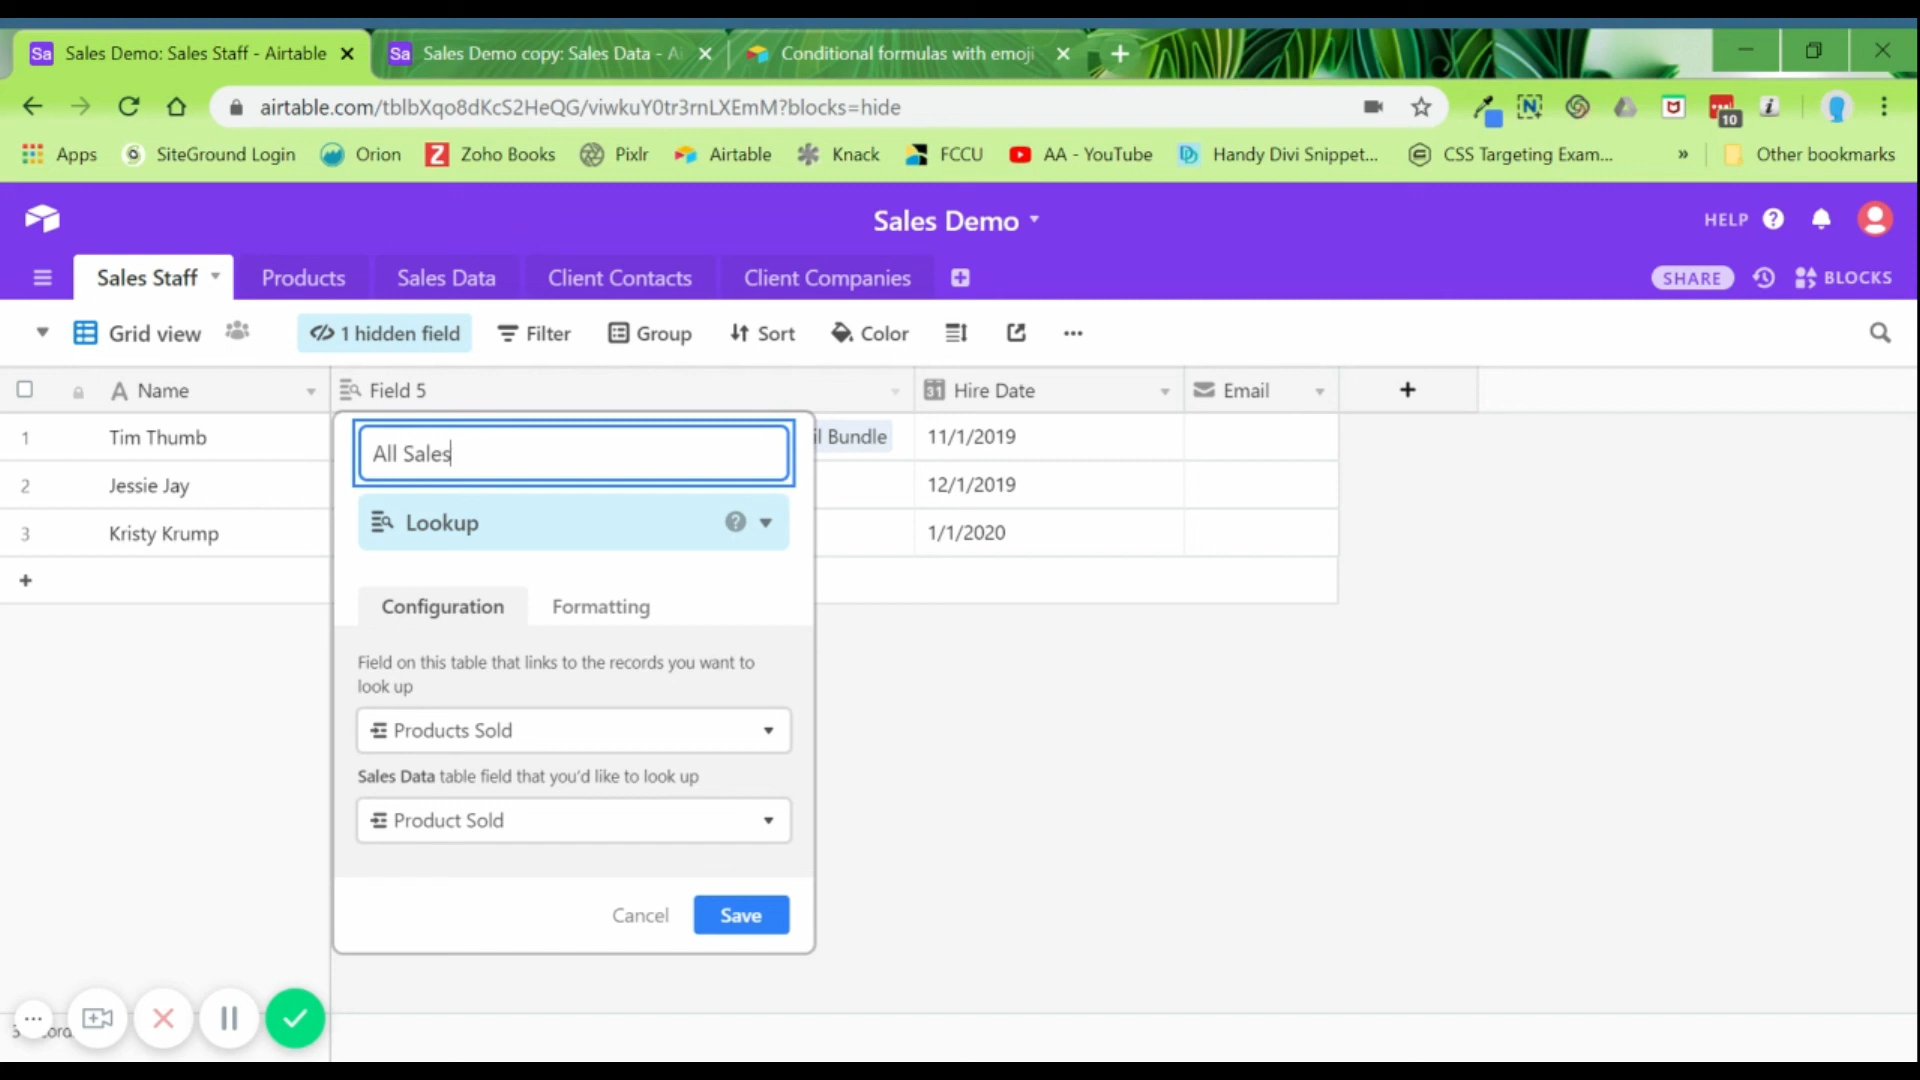 Sa Sales Demo: Sales Staff - Airtable
Sa Sales Demo copy: Sales Data - Ai
Conditional formulas with emoji
airtable.com/tblbXqo8dKcS2HeQG/viwkuY0tr3rnLXEmM?blocks=hide
10
Apps SiteGround Login Orion Zoho Books Pixlr Airtable Knack FCCU AA - YouTube Handy Divi Snippet... CSS Targeting Exam... » Other bookmarks
Sales Demo
HELP ?
Sales Staff Products Sales Data Client Contacts Client Companies
SHARE BLOCKS
Grid view 1 hidden field Filter Group Sort Color ...
A Name Field 5 31 Hire Date Email +
1 Tim Thumb il Bundle 11/1/2019
2 Jessie Jay 12/1/2019
3 Kristy Krump 1/1/2020
+
All Sales
Lookup ?
Configuration Formatting
Field on this table that links to the records you want to
look up
Products Sold
Sales Data table field that you'd like to look up
Product Sold
Cancel Save